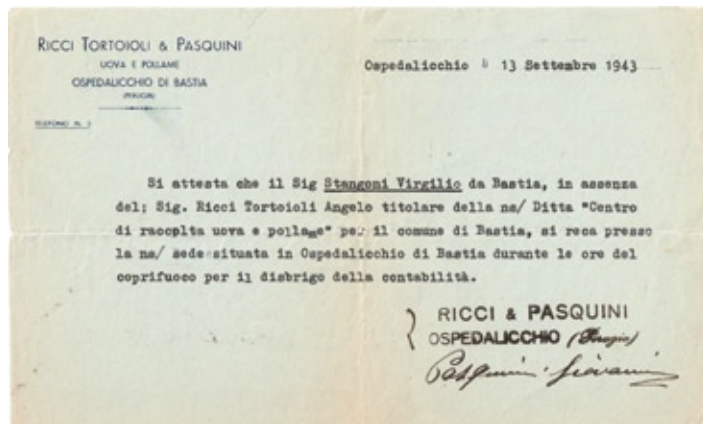 RICCI TORTOIOLI & PASQUINI
UOVA E POLLAME
OSPEDALICCHIO DI BASTIA
(PERUGIA)
TELEFONO N. 2
Ospedalicchio li 13 Settembre 1943
Si attesta che il Sig Stangoni Virgilio da Bastia, in assenza
del; Sig. Ricci Tortoioli Angelo titolare della ns/ Ditta "Centro
di raccolta uova e pollame" per il comune di Bastia, si reca presso
la ns/ sede situata in Ospedalicchio di Bastia durante le ore del
coprifuoco per il disbrigo della contabilità.
RICCI & PASQUINI
OSPEDALICCHIO (Perugia)
Pasquini Giovanni